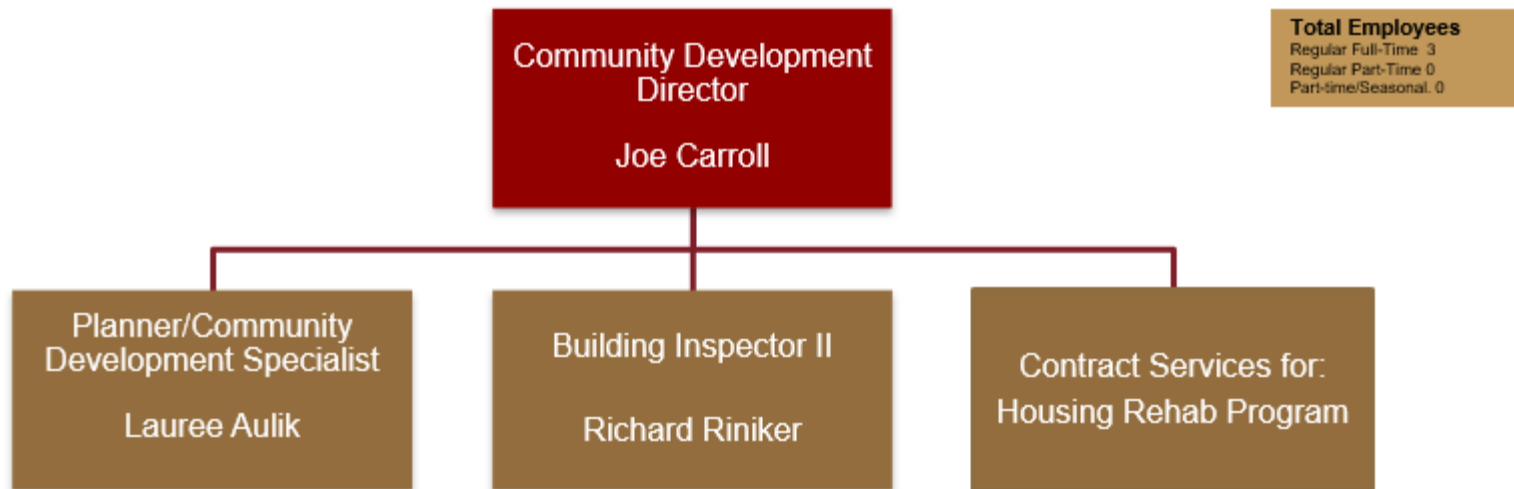 Community Development
Director
Joe Carroll
Total Employees
Regular Full-Time 3
Regular Part-Time 0
Part-time/Seasonal. 0
Planner/Community
Development Specialist
Lauree Aulik
Building Inspector II
Richard Riniker
Contract Services for:
Housing Rehab Program